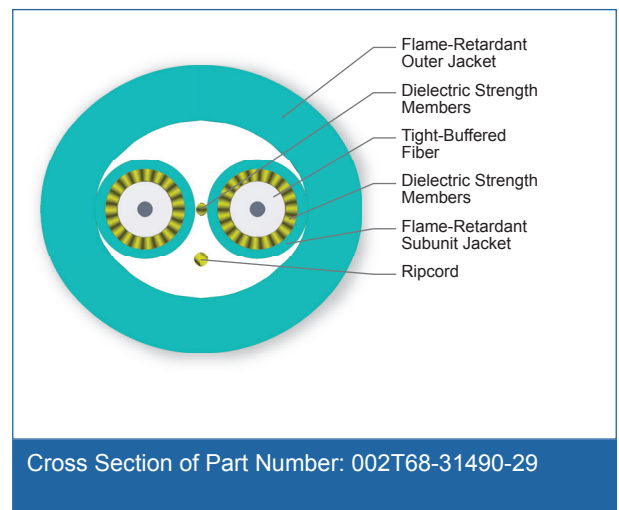 Flame-Retardant
Outer Jacket
Dielectric Strength
Members
Tight-Buffered
Fiber
Dielectric Strength
Members
Flame-Retardant
Subunit Jacket
Ripcord
Cross Section of Part Number: 002T68-31490-29